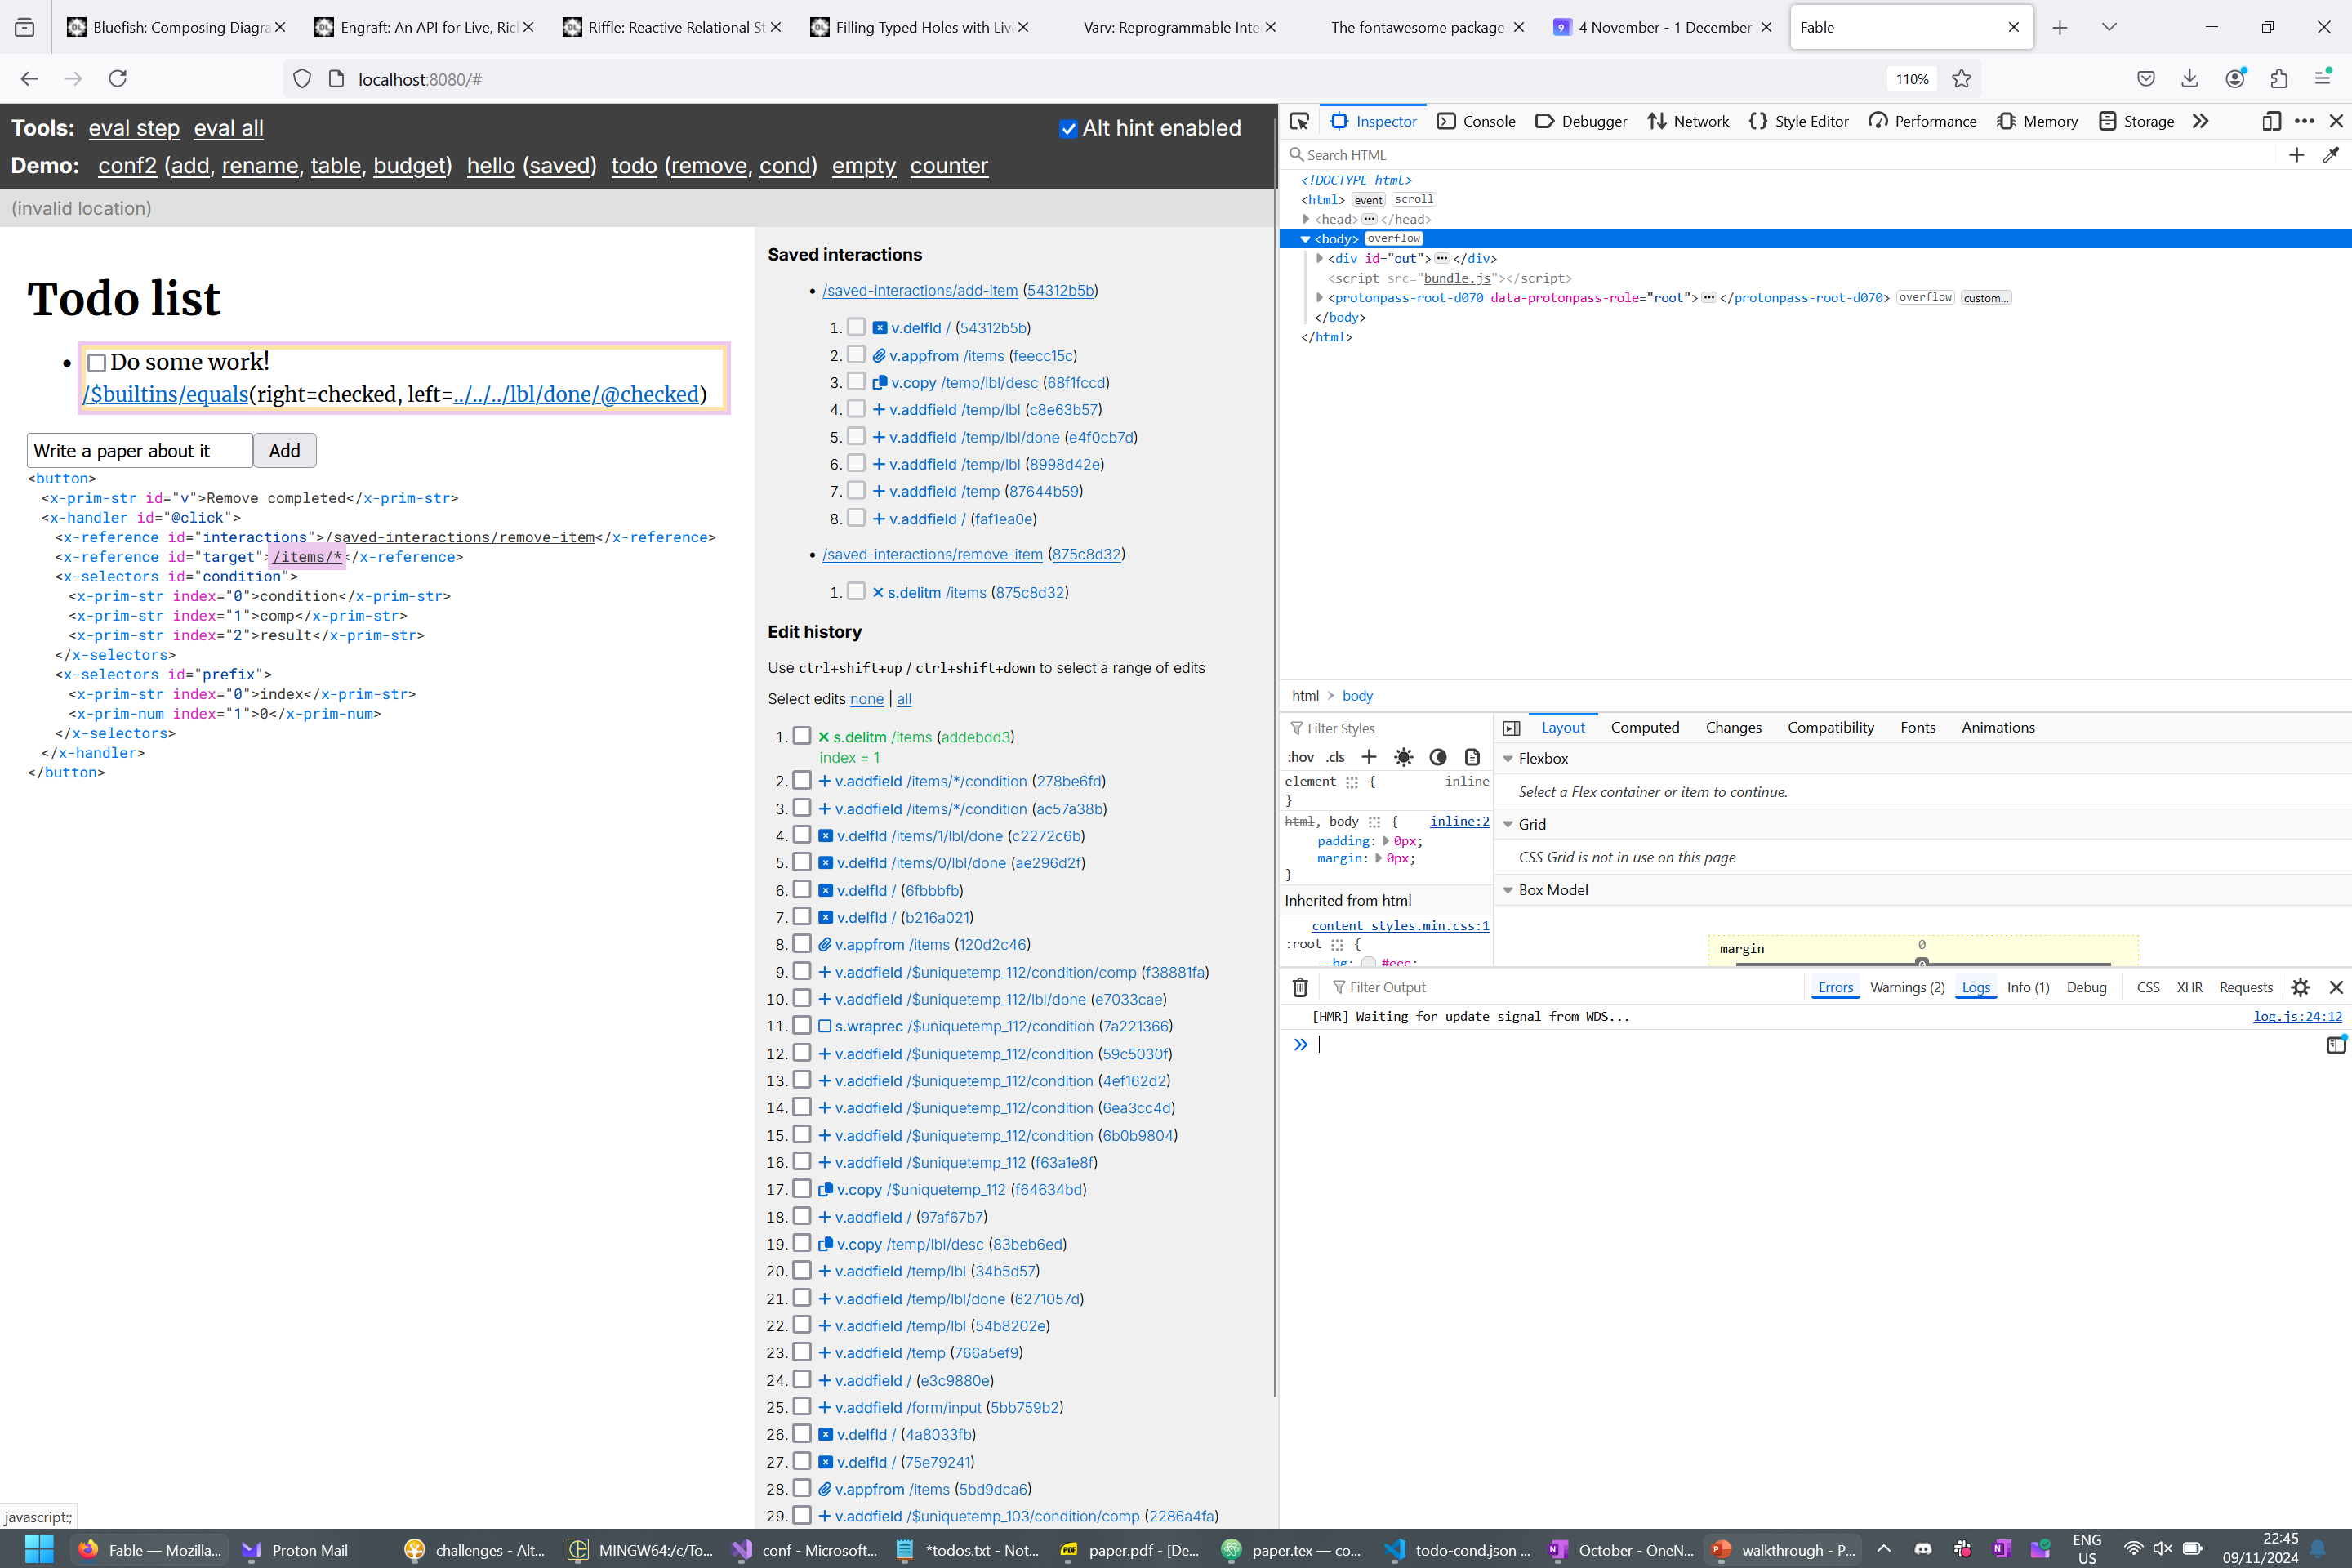 Bluefish: Composing Diagra
Engraft: An API for Live, Ric
Riffle: Reactive Relational St
Filling Typed Holes with Live
Varv: Reprogrammable Inte
The fontawesome package
4 November - 1 December
Fable
localhost:8080/#
110%
Tools: eval step eval all
Alt hint enabled
Demo: conf2 (add, rename, table, budget) hello (saved) todo (remove, cond) empty counter
(invalid location)
Todo list
Do some work!
/$builtins/equals(right=checked, left=../../../lbl/done/@checked)
Write a paper about it
Add
<button>
<x-prim-str id="v">Remove completed</x-prim-str>
<x-handler id="@click">
<x-reference id="interactions">/saved-interactions/remove-item</x-reference>
<x-reference id="target">/items/*</x-reference>
<x-selectors id="condition">
<x-prim-str index="0">condition</x-prim-str>
<x-prim-str index="1">comp</x-prim-str>
<x-prim-str index="2">result</x-prim-str>
</x-selectors>
<x-selectors id="prefix">
<x-prim-str index="0">index</x-prim-str>
<x-prim-num index="1">0</x-prim-num>
</x-selectors>
</x-handler>
</button>
javascript:;
Saved interactions
• /saved-interactions/add-item (54312b5b)
1. v.delfld / (54312b5b)
2. v.appfrom /items (feecc15c)
3. v.copy /temp/lbl/desc (68f1fccd)
4. + v.addfield /temp/lbl (c8e63b57)
5. + v.addfield /temp/lbl/done (e4f0cb7d)
6. + v.addfield /temp/lbl (8998d42e)
7. + v.addfield /temp (87644b59)
8. + v.addfield / (faf1ea0e)
• /saved-interactions/remove-item (875c8d32)
1. × s.delitm /items (875c8d32)
Edit history
Use ctrl+shift+up / ctrl+shift+down to select a range of edits
Select edits none | all
1. × s.delitm /items (addebdd3)
index = 1
2. + v.addfield /items/*/condition (278be6fd)
3. + v.addfield /items/*/condition (ac57a38b)
4. v.delfld /items/1/lbl/done (c2272c6b)
5. v.delfld /items/0/lbl/done (ae296d2f)
6. v.delfld / (6fbbbfb)
7. v.delfld / (b216a021)
8. v.appfrom /items (120d2c46)
9. + v.addfield /$uniquetemp_112/condition/comp (f38881fa)
10. + v.addfield /$uniquetemp_112/lbl/done (e7033cae)
11. s.wraprec /$uniquetemp_112/condition (7a221366)
12. + v.addfield /$uniquetemp_112/condition (59c5030f)
13. + v.addfield /$uniquetemp_112/condition (4ef162d2)
14. + v.addfield /$uniquetemp_112/condition (6ea3cc4d)
15. + v.addfield /$uniquetemp_112/condition (6b0b9804)
16. + v.addfield /$uniquetemp_112 (f63a1e8f)
17. v.copy /$uniquetemp_112 (f64634bd)
18. + v.addfield / (97af67b7)
19. v.copy /temp/lbl/desc (83beb6ed)
20. + v.addfield /temp/lbl (34b5d57)
21. + v.addfield /temp/lbl/done (6271057d)
22. + v.addfield /temp/lbl (54b8202e)
23. + v.addfield /temp (766a5ef9)
24. + v.addfield / (e3c9880e)
25. + v.addfield /form/input (5bb759b2)
26. v.delfld / (4a8033fb)
27. v.delfld / (75e79241)
28. v.appfrom /items (5bd9dca6)
29. + v.addfield /$uniquetemp_103/condition/comp (2286a4fa)
Inspector Console Debugger Network Style Editor Performance Memory Storage
Search HTML
<!DOCTYPE html>
<html> event scroll
<head> ••• </head>
<body> overflow
<div id="out"> ••• </div>
<script src="bundle.js"></script>
<protonpass-root-d070 data-protonpass-role="root"> ••• </protonpass-root-d070> overflow custom...
</body>
</html>
html > body
Filter Styles
:hov .cls
element { inline
}
html, body { inline:2
padding: 0px;
margin: 0px;
}
Inherited from html
content_styles.min.css:1
:root {
--bg: #eee;
Layout Computed Changes Compatibility Fonts Animations
Flexbox
Select a Flex container or item to continue.
Grid
CSS Grid is not in use on this page
Box Model
margin
0
0
Filter Output
Errors Warnings (2) Logs Info (1) Debug CSS XHR Requests
[HMR] Waiting for update signal from WDS...
log.js:24:12
Fable — Mozilla...
Proton Mail
challenges - Alt...
MINGW64:/c/To...
conf - Microsoft...
*todos.txt - Not...
paper.pdf - [De...
paper.tex — co...
todo-cond.json ...
October - OneN...
walkthrough - P...
ENG
US
22:45
09/11/2024